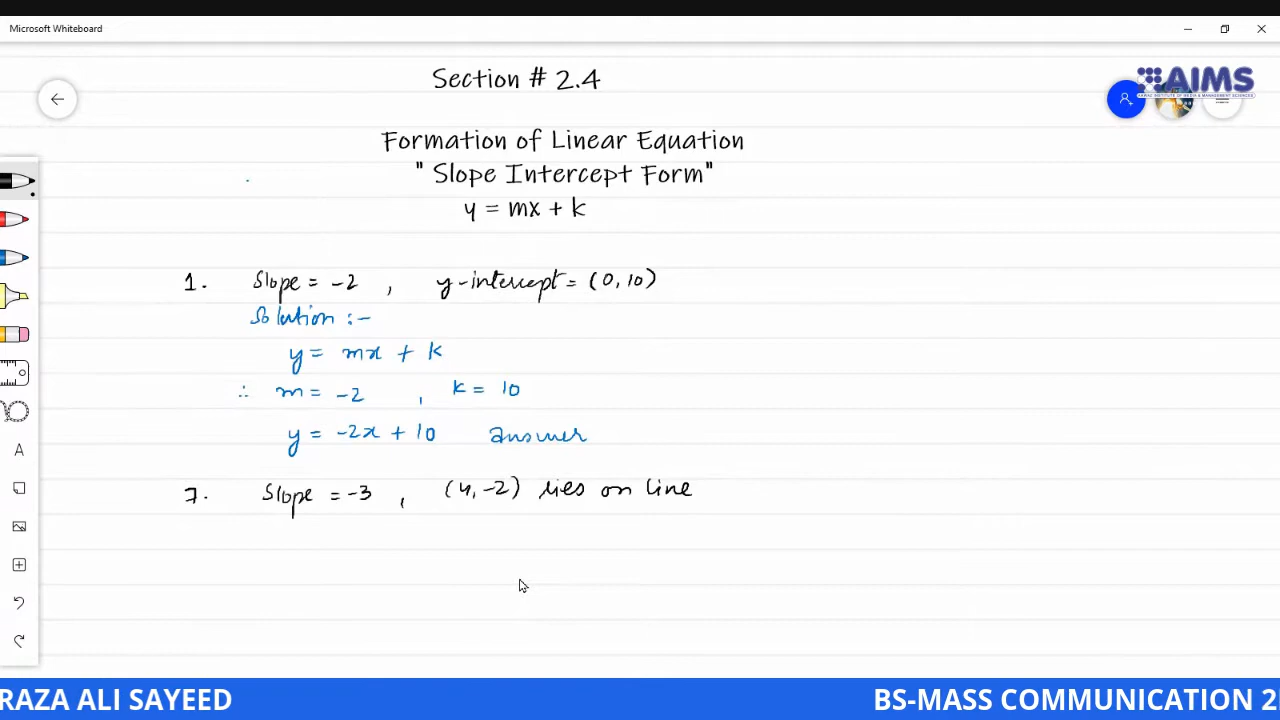 Microsoft Whiteboard
Section # 2.4
AIMS
Formation of Linear Equation
" Slope Intercept Form"
y = mx + k
1. Slope = -2 , y-intercept = (0, 10)
Solution :-
y = mx + k
∴ m = -2 , k = 10
y = -2x + 10 answer
7. Slope = -3 , (4, -2) lies on line
A
RAZA ALI SAYEED
BS-MASS COMMUNICATION 2